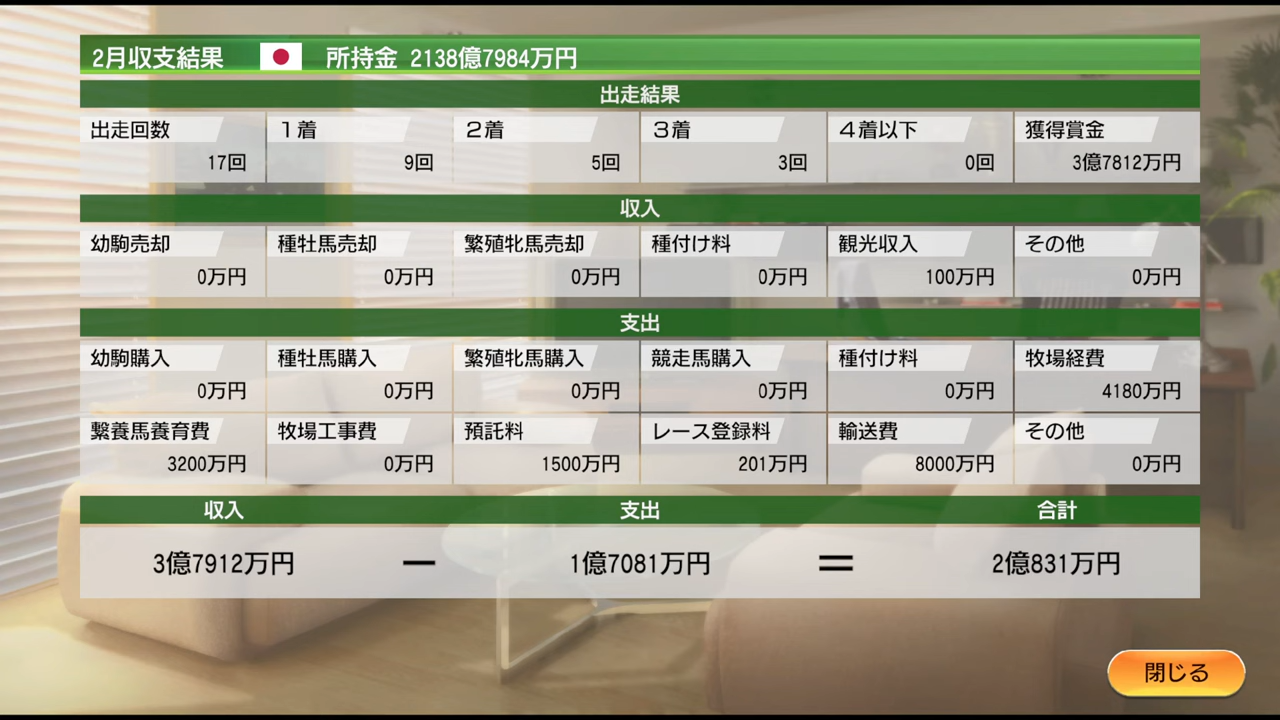 2月収支結果 所持金 2138億7984万円
出走結果
出走回数 1着 2着 3着 4着以下 獲得賞金
17回 9回 5回 3回 0回 3億7812万円
収入
幼駒売却 種牡馬売却 繁殖牝馬売却 種付け料 観光収入 その他
0万円 0万円 0万円 0万円 100万円 0万円
支出
幼駒購入 種牡馬購入 繁殖牝馬購入 競走馬購入 種付け料 牧場経費
0万円 0万円 0万円 0万円 0万円 4180万円
繋養馬養育費 牧場工事費 預託料 レース登録料 輸送費 その他
3200万円 0万円 1500万円 201万円 8000万円 0万円
収入 支出 合計
3億7912万円 ー 1億7081万円 = 2億831万円
閉じる